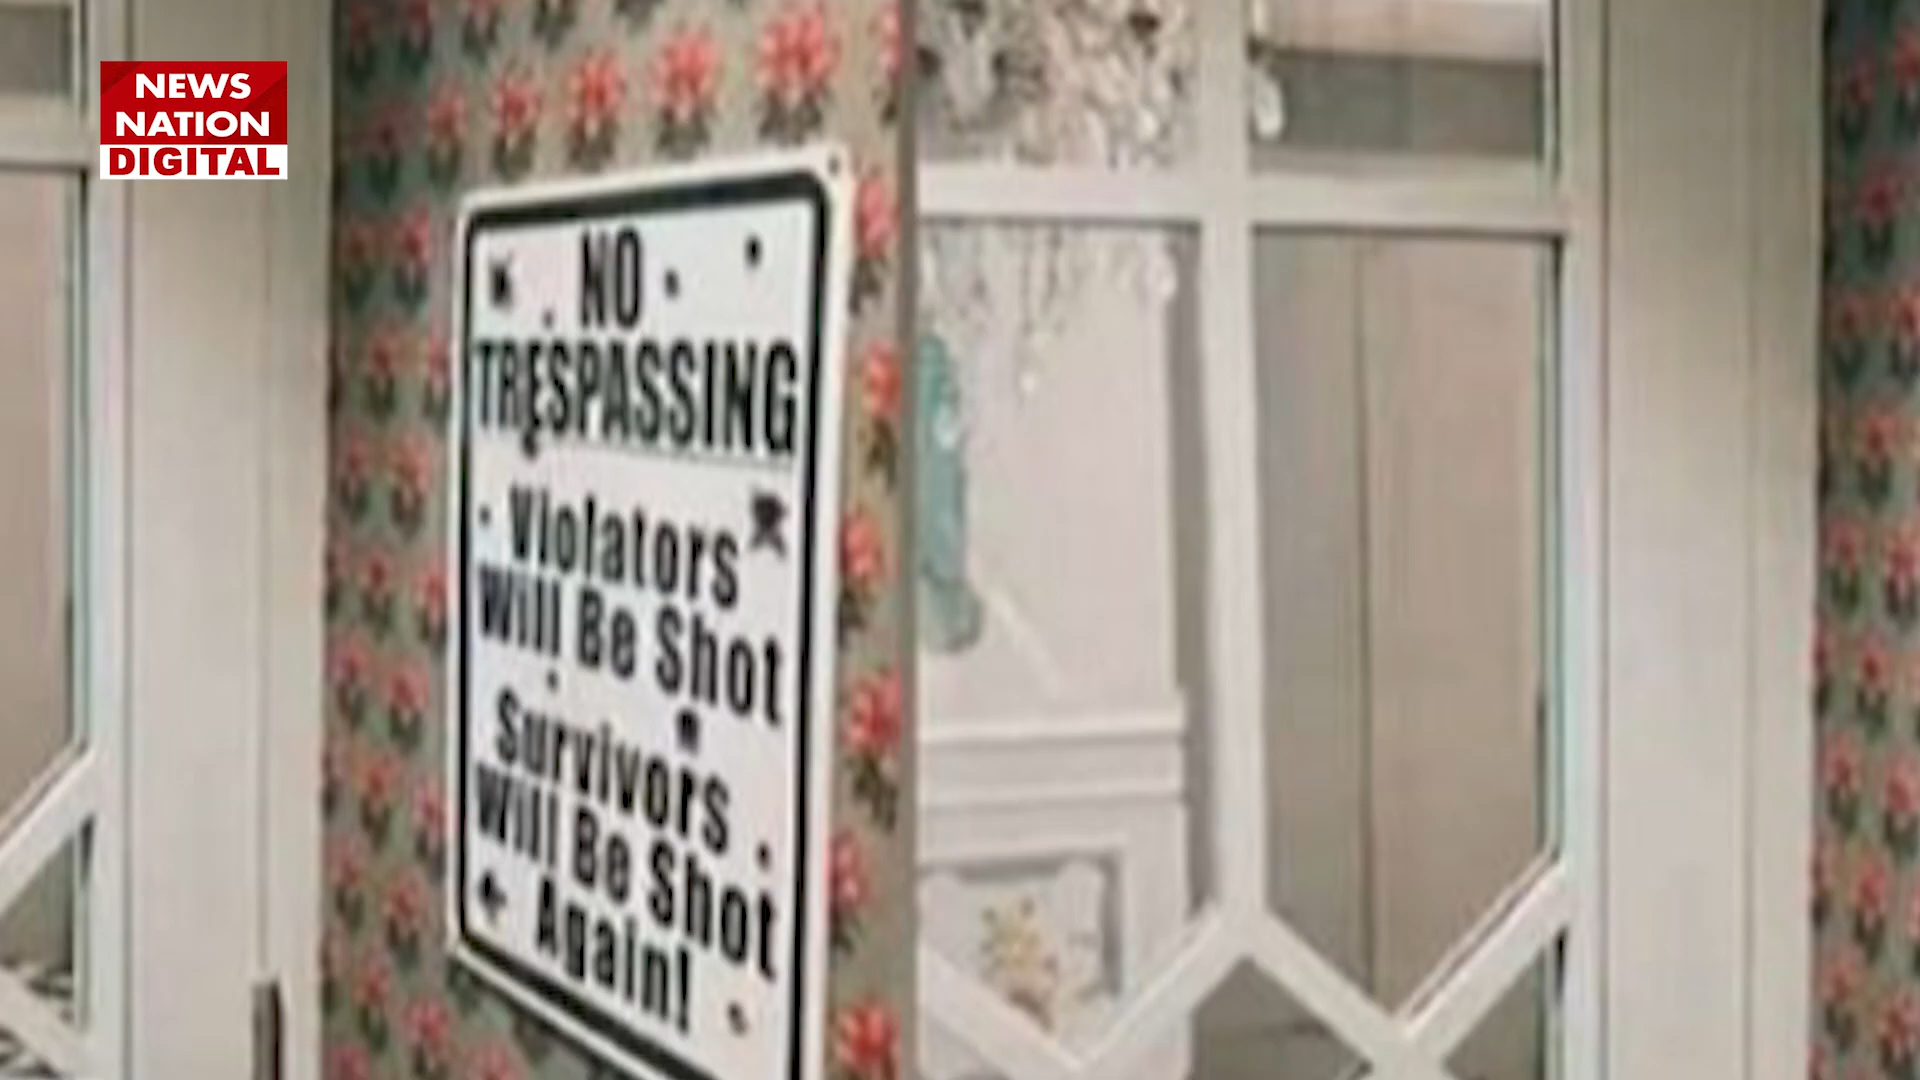 NEWS
NATION
DIGITAL
NO
TRESPASSING
Violators
Will Be Shot
Survivors
Will Be Shot
Again!